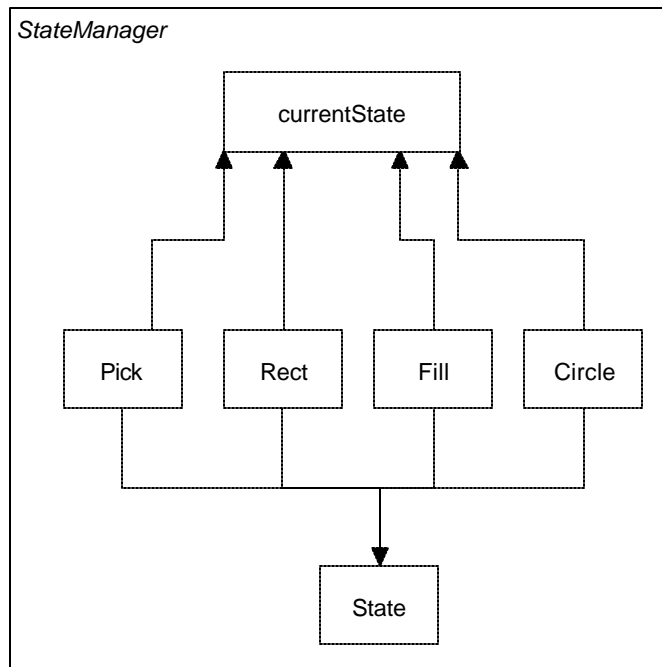 StateManager
currentState
Pick
Rect
Fill
Circle
State